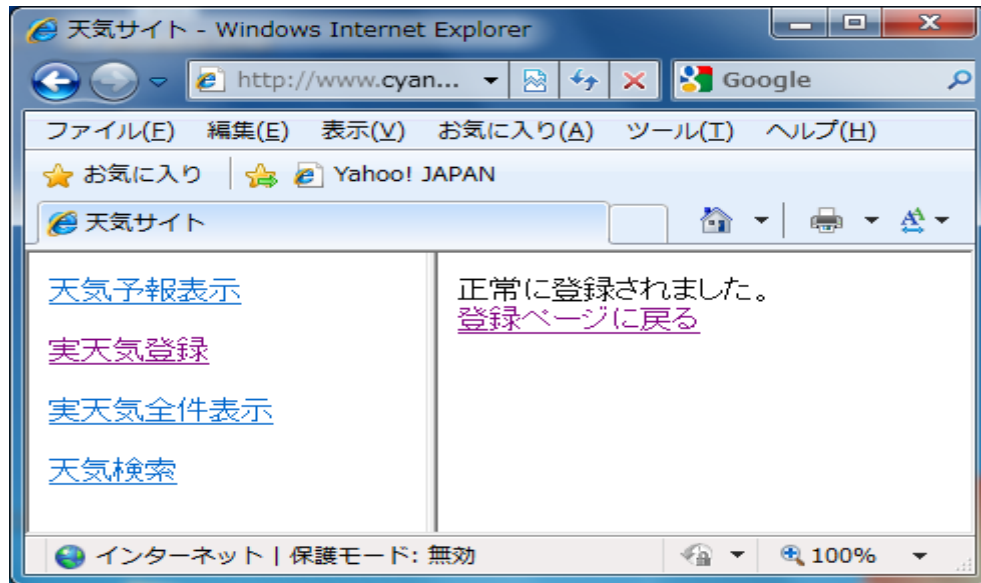 天気サイト - Windows Internet Explorer
http://www.cyan... Google
ファイル(F) 編集(E) 表示(V) お気に入り(A) ツール(T) ヘルプ(H)
お気に入り Yahoo! JAPAN
天気サイト
天気予報表示
実天気登録
実天気全件表示
天気検索
正常に登録されました。
登録ページに戻る
インターネット | 保護モード: 無効 100%